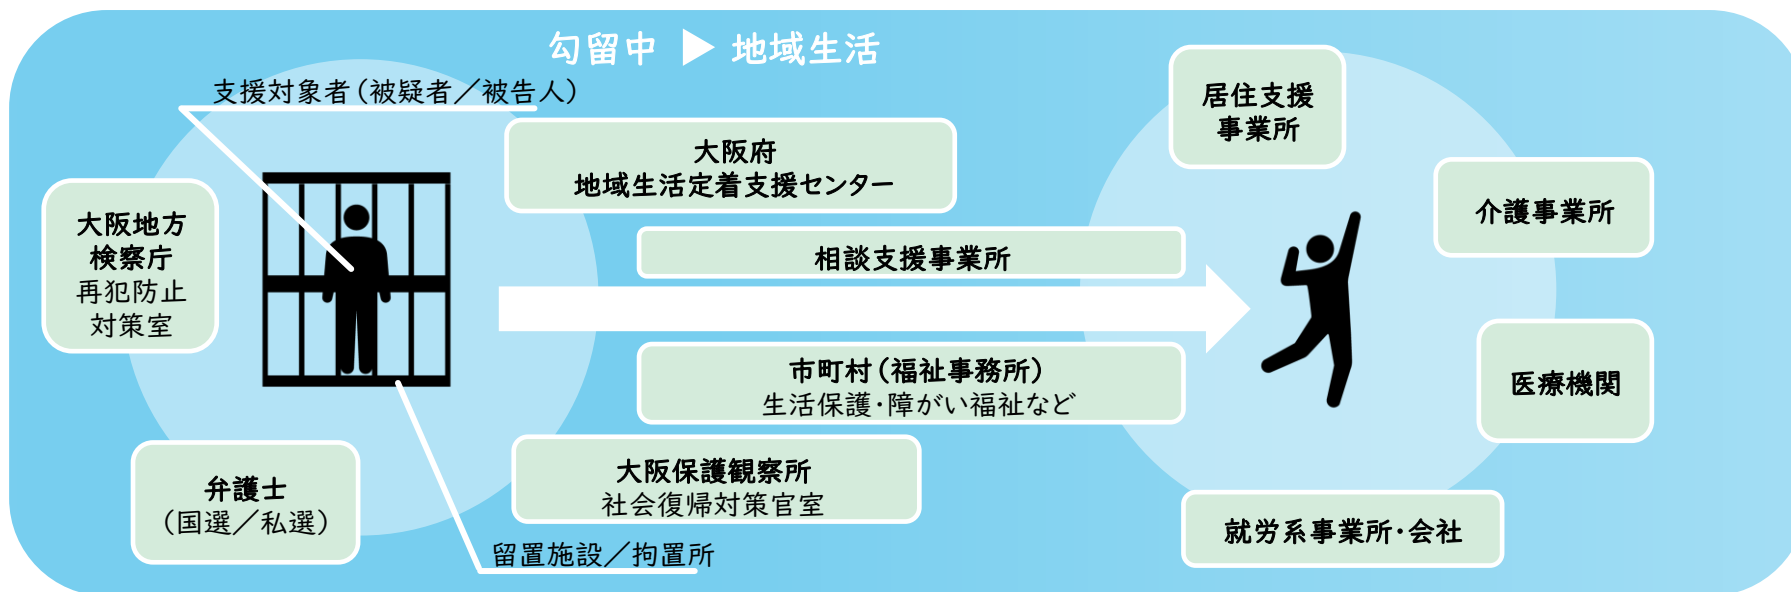 勾留中 ▶ 地域生活
支援対象者(被疑者/被告人)
大阪地方
検察庁
再犯防止
対策室
弁護士
(国選/私選)
留置施設/拘置所
大阪府
地域生活定着支援センター
相談支援事業所
市町村(福祉事務所)
生活保護・障がい福祉など
大阪保護観察所
社会復帰対策官室
居住支援
事業所
介護事業所
医療機関
就労系事業所・会社